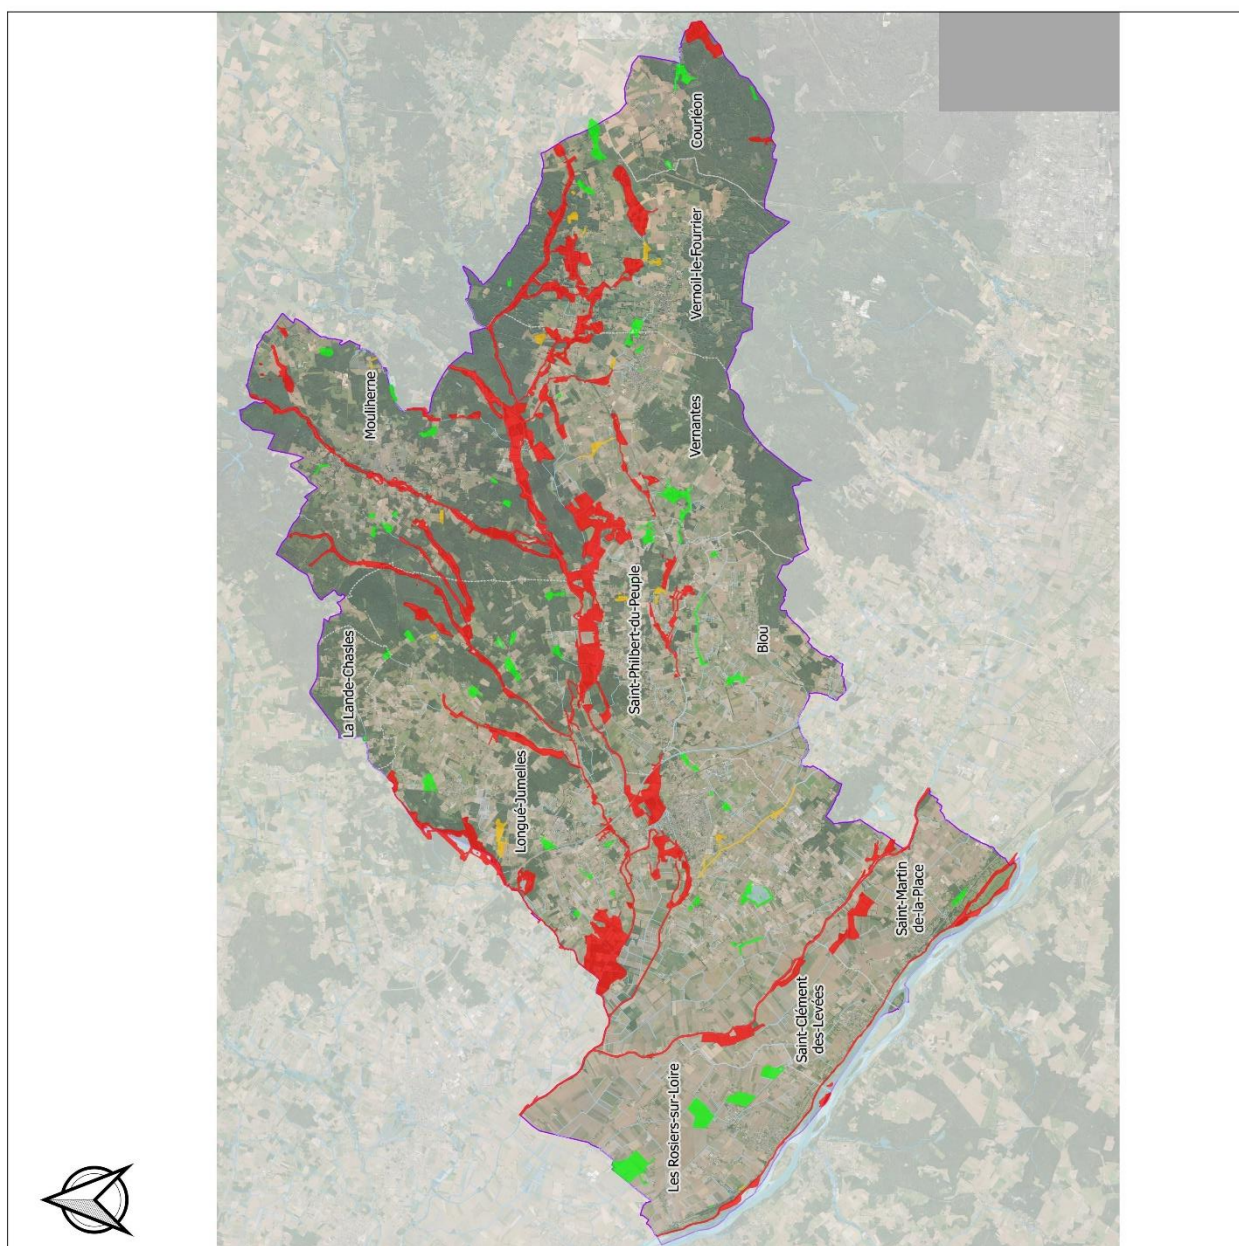 Courléon
Vernoil-le-Fourrier
Mouliherne
Vernantes
La Lande-Chasles
Saint-Philbert-du-Peuple
Blou
Longué-Jumelles
Saint-Martin
de-la-Place
Saint-Clément
des-Levées
Les Rosiers-sur-Loire